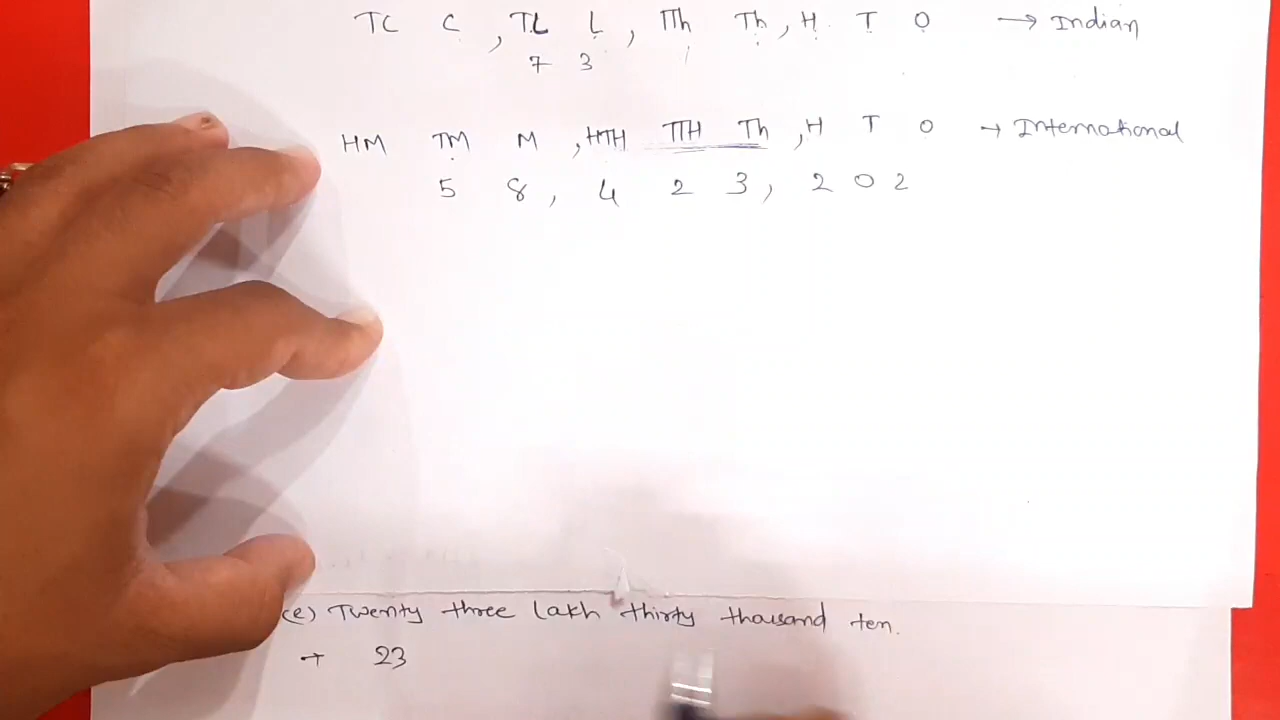 TC C , TL L , TTh Th , H T O → Indian
7 3
HM TM M , HTH TTH Th , H T O → International
5 8 , 4 2 3 , 2 0 2
(e) Twenty three lakh thirty thousand ten.
→ 23